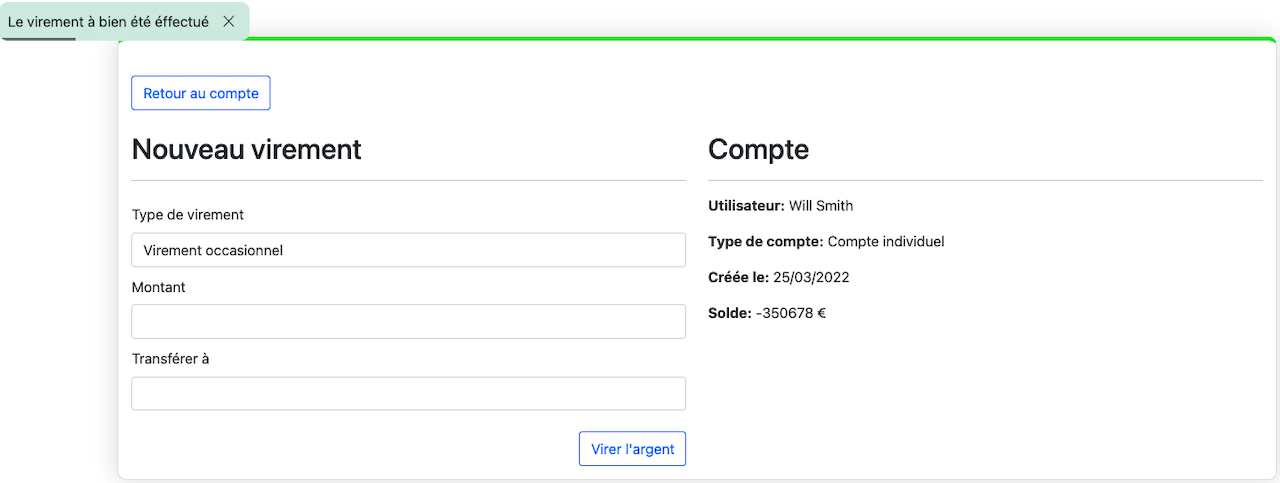 Le virement à bien été éffectué
Retour au compte
Nouveau virement
Type de virement
Virement occasionnel
Montant
Transférer à
Virer l'argent
Compte
Utilisateur: Will Smith
Type de compte: Compte individuel
Créée le: 25/03/2022
Solde: -350678 €